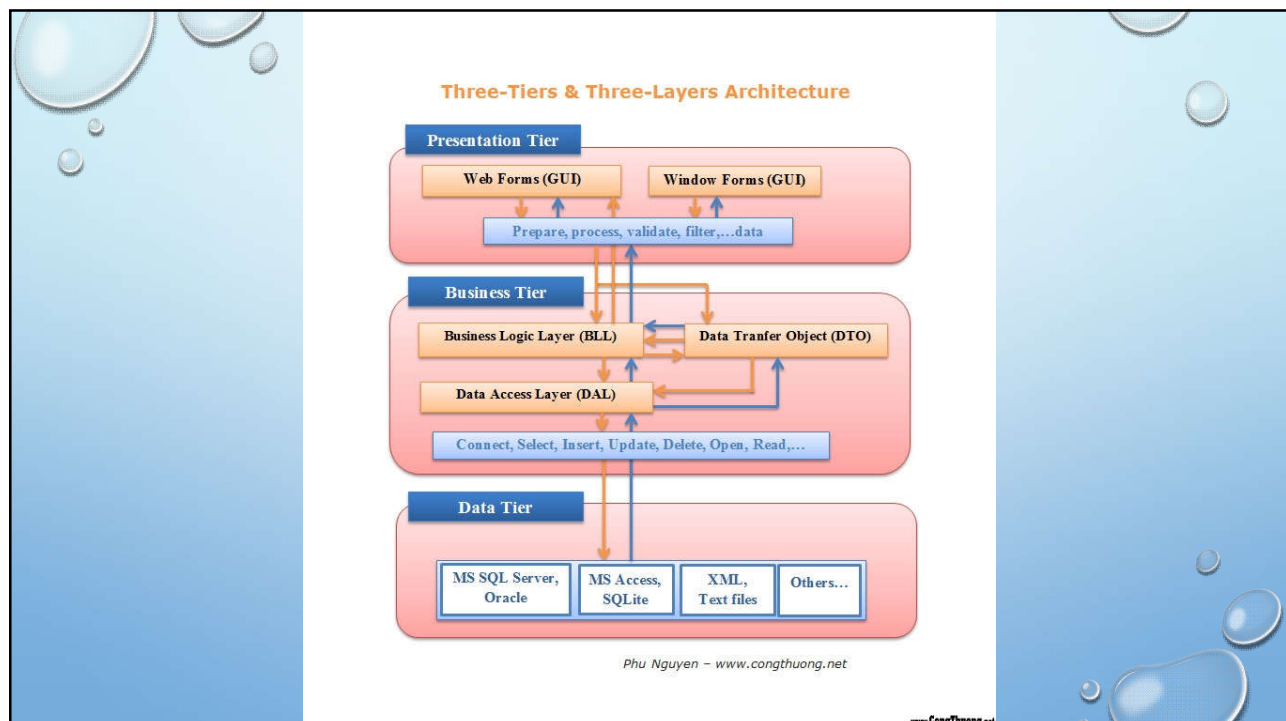 Three-Tiers & Three-Layers Architecture
Presentation Tier
Web Forms (GUI)
Window Forms (GUI)
Prepare, process, validate, filter,...data
Business Tier
Business Logic Layer (BLL)
Data Tranfer Object (DTO)
Data Access Layer (DAL)
Connect, Select, Insert, Update, Delete, Open, Read,...
Data Tier
MS SQL Server,
Oracle
MS Access,
SQLite
XML,
Text files
Others...
Phu Nguyen – www.congthuong.net
www.CongThuong.net